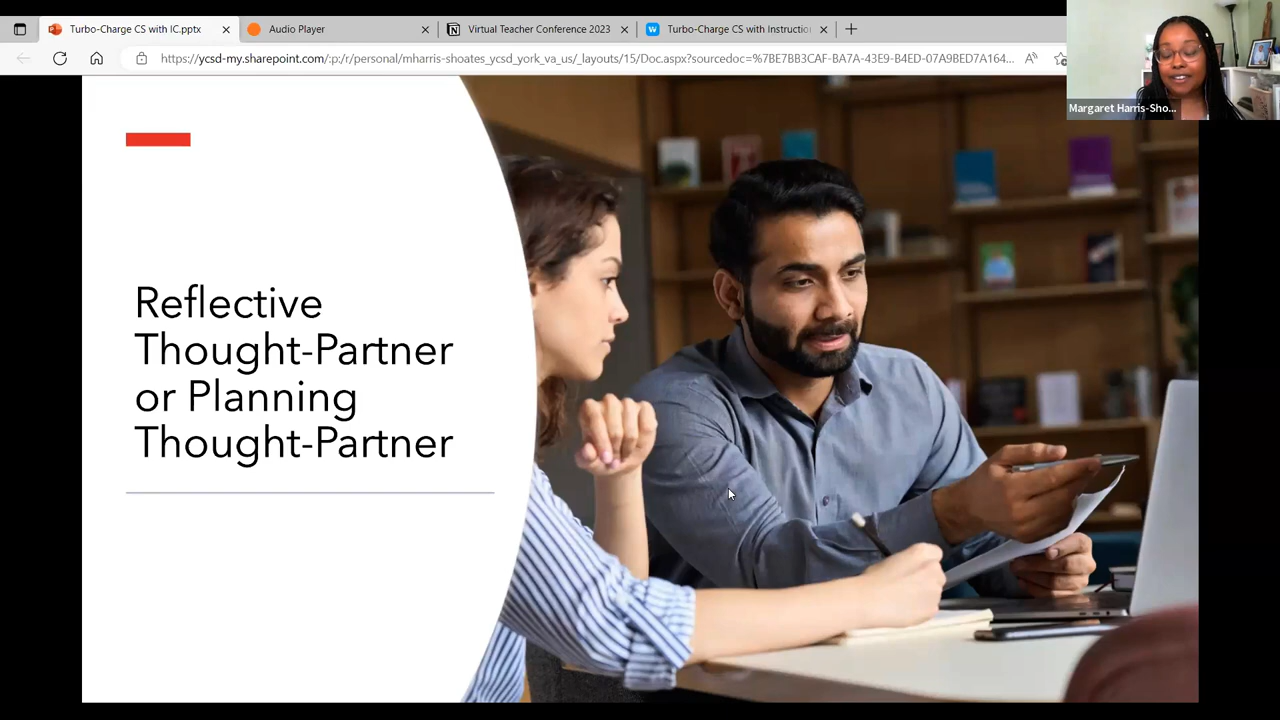 Turbo-Charge CS with IC.pptx
Audio Player
Virtual Teacher Conference 2023
Turbo-Charge CS with Instructio
https://ycsd-my.sharepoint.com/:p:/r/personal/mharris-shoates_ycsd_york_va_us/_layouts/15/Doc.aspx?sourcedoc=%7BE7BB3CAF-BA7A-43E9-B4ED-07A9BED7A164...
Margaret Harris-Sho...
Reflective
Thought-Partner
or Planning
Thought-Partner